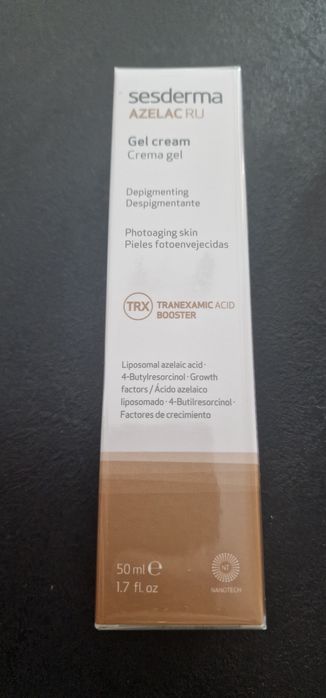 sesderma
AZELAC RU
Gel cream
Crema gel
Depigmenting
Despigmentante
Photoaging skin
Pieles fotoenvejecidas
TRX TRANEXAMIC ACID
BOOSTER
Liposomal azelaic acid ·
4-Butylresorcinol · Growth
factors / Ácido azelaico
liposomado · 4-Butilresorcinol ·
Factores de crecimiento
50 ml e
1.7 fl. oz
NT
NANOTECH